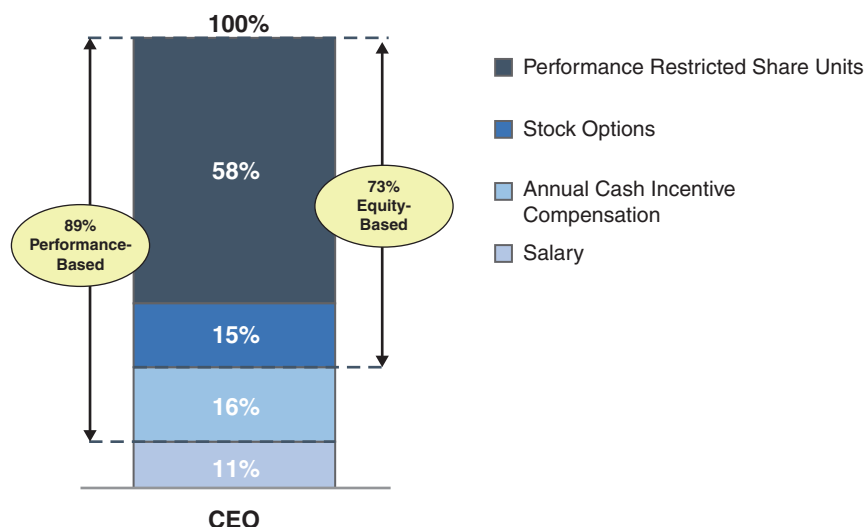 100%
58%
15%
16%
11%
89%
Performance-
Based
73%
Equity-
Based
CEO
Performance Restricted Share Units
Stock Options
Annual Cash Incentive
Compensation
Salary